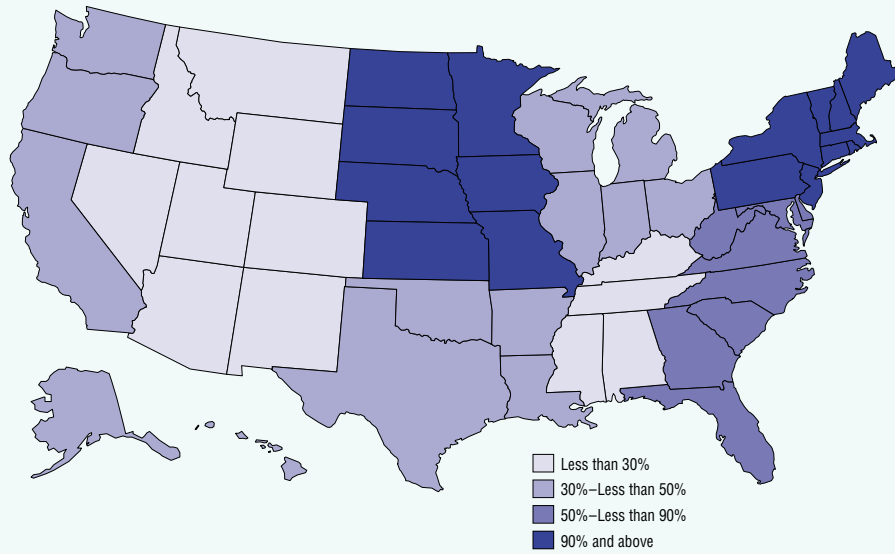 Less than 30%
30%–Less than 50%
50%–Less than 90%
90% and above